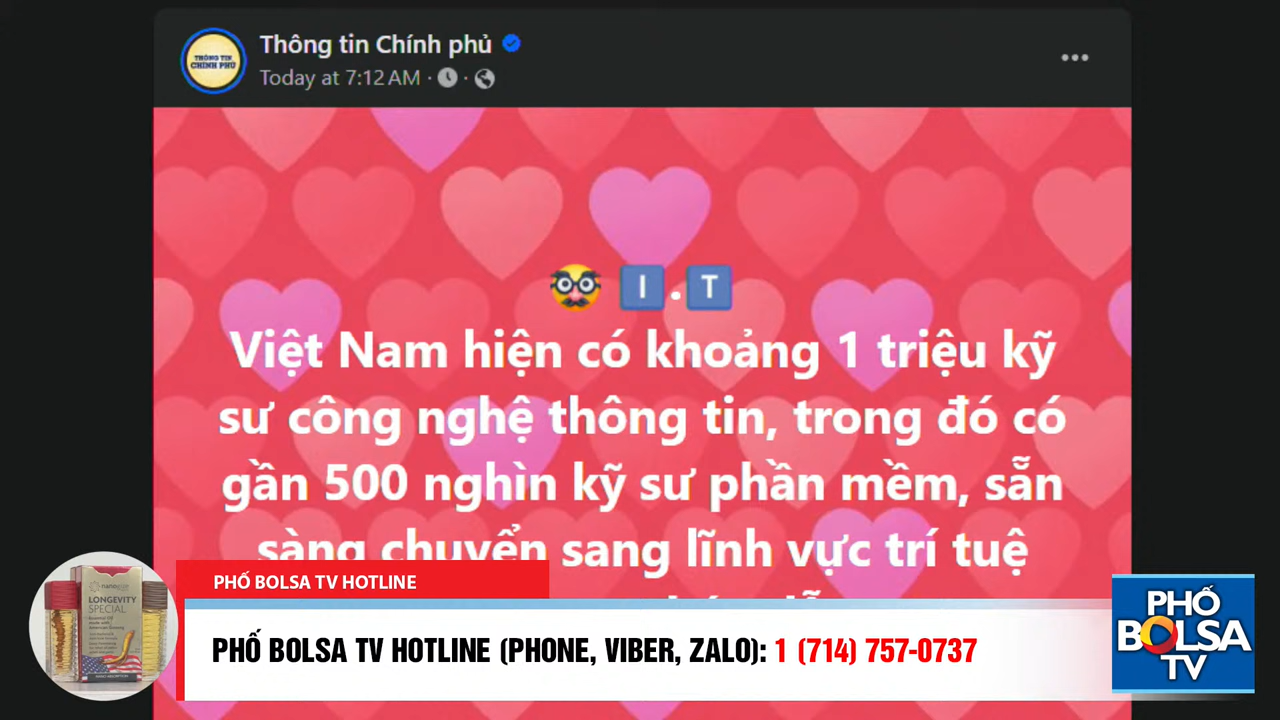 THÔNG TIN
CHÍNH PHỦ
Thông tin Chính phủ
Today at 7:12 AM
I . T
Việt Nam hiện có khoảng 1 triệu kỹ
sư công nghệ thông tin, trong đó có
gần 500 nghìn kỹ sư phần mềm, sẵn
sàng chuyển sang lĩnh vực trí tuệ
LONGEVITY
SPECIAL
PHỐ BOLSA TV HOTLINE
PHỐ BOLSA TV HOTLINE (PHONE, VIBER, ZALO): 1 (714) 757-0737
PHỐ
BOLSA
TV